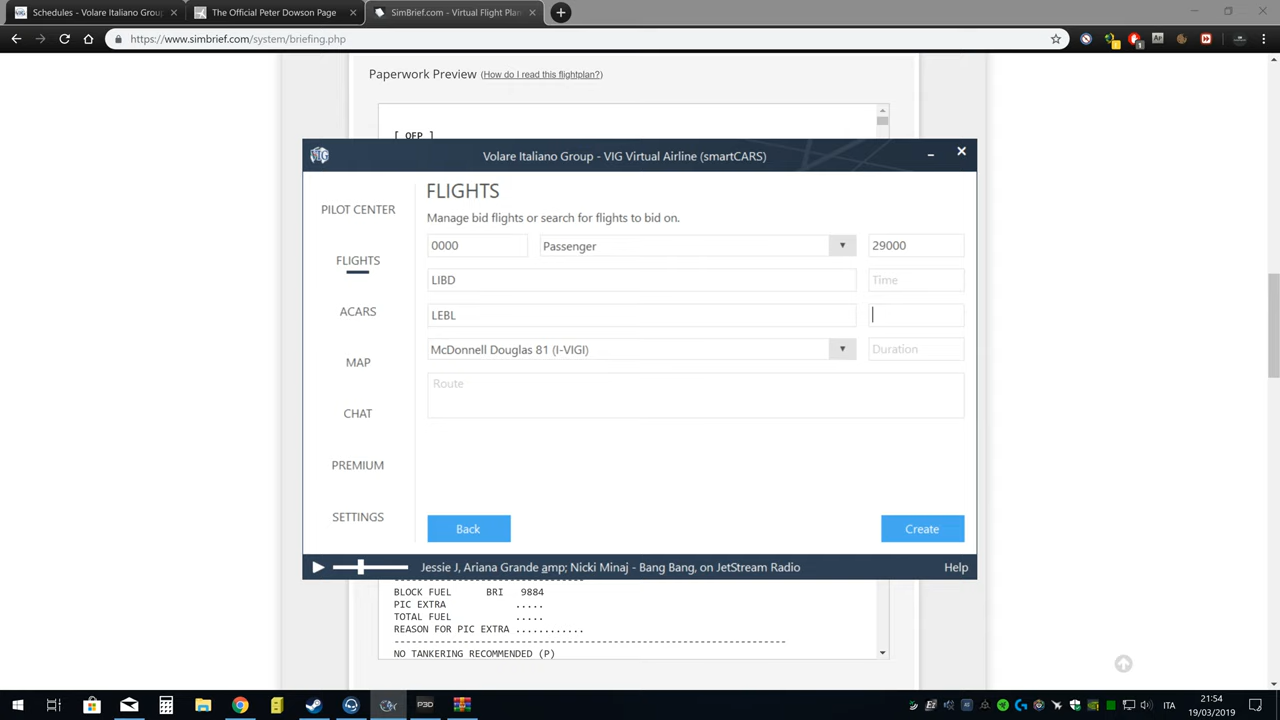 Schedules - Volare Italiano Group
The Official Peter Dowson Page
SimBrief.com - Virtual Flight Plan
https://www.simbrief.com/system/briefing.php
Paperwork Preview (How do I read this flightplan?)
[ OFP ]
VIG
Volare Italiano Group - VIG Virtual Airline (smartCARS)
PILOT CENTER
FLIGHTS
ACARS
MAP
CHAT
PREMIUM
SETTINGS
FLIGHTS
Manage bid flights or search for flights to bid on.
0000 Passenger 29000
LIBD Time
LEBL
McDonnell Douglas 81 (I-VIGI) Duration
Route
Back Create
Jessie J, Ariana Grande amp; Nicki Minaj - Bang Bang, on JetStream Radio Help
BLOCK FUEL BRI 9884
PIC EXTRA .....
TOTAL FUEL .....
REASON FOR PIC EXTRA ............
NO TANKERING RECOMMENDED (P)
P3D
ITA
21:54
19/03/2019